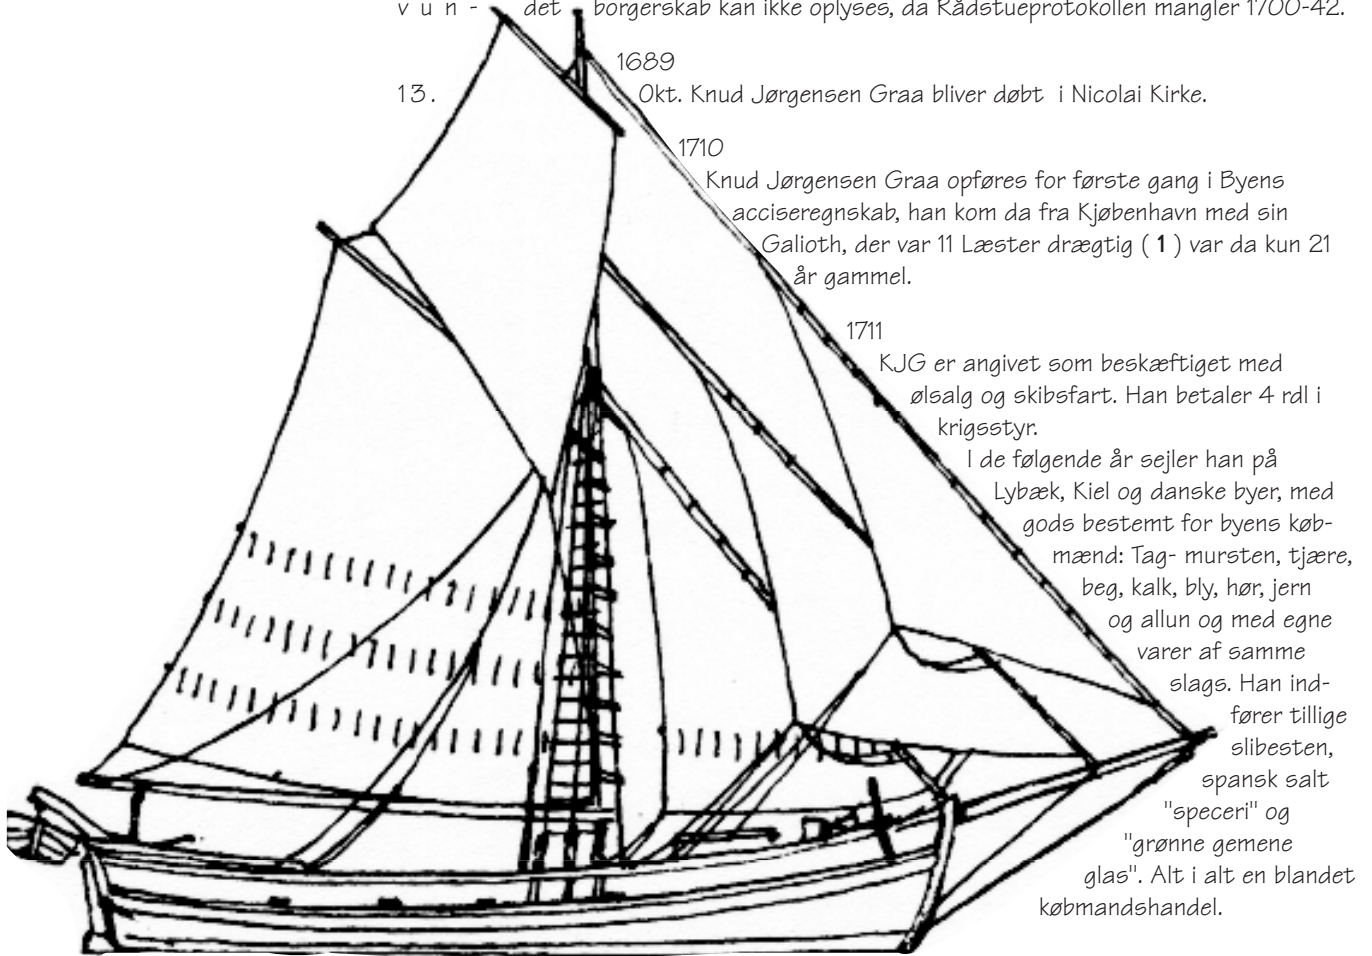 vun- det borgerskab kan ikke oplyses, da Rådstueprotokollen mangler 1700-42.
1689
13. Okt. Knud Jørgensen Graa bliver døbt i Nicolai Kirke.
1710
Knud Jørgensen Graa opføres for første gang i Byens
acciseregnskab, han kom da fra Kjøbenhavn med sin
Galioth, der var 11 Læster drægtig ( 1 ) var da kun 21
år gammel.
1711
KJG er angivet som beskæftiget med
ølsalg og skibsfart. Han betaler 4 rdl i
krigsstyr.
I de følgende år sejler han på
Lybæk, Kiel og danske byer, med
gods bestemt for byens køb-
mænd: Tag- mursten, tjære,
beg, kalk, bly, hør, jern
og allun og med egne
varer af samme
slags. Han ind-
fører tillige
slibesten,
spansk salt
"speceri" og
"grønne gemene
glas". Alt i alt en blandet
købmandshandel.